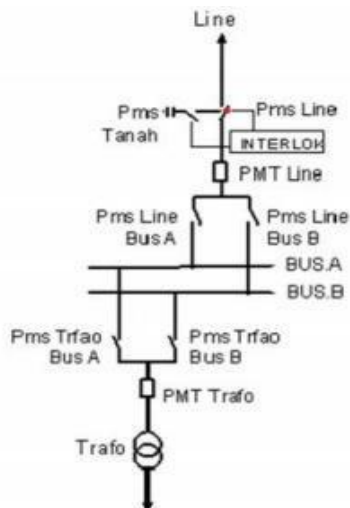 Line
Pms
Tanah
Pms Line
INTERLOK
PMT Line
Pms Line
Bus A
Pms Line
Bus B
BUS.A
BUS.B
Pms Trfao
Bus A
Pms Trfao
Bus B
PMT Trafo
Trafo